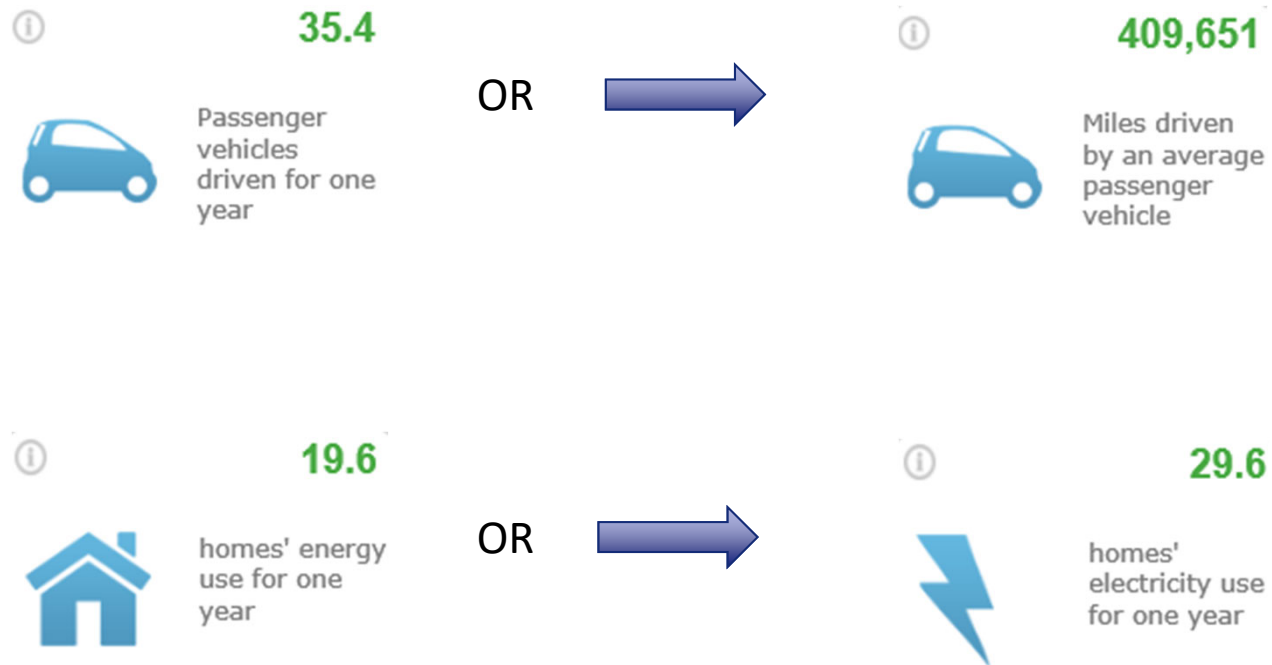 35.4
Passenger
vehicles
driven for one
year
OR
409,651
Miles driven
by an average
passenger
vehicle
19.6
homes' energy
use for one
year
OR
29.6
homes'
electricity use
for one year